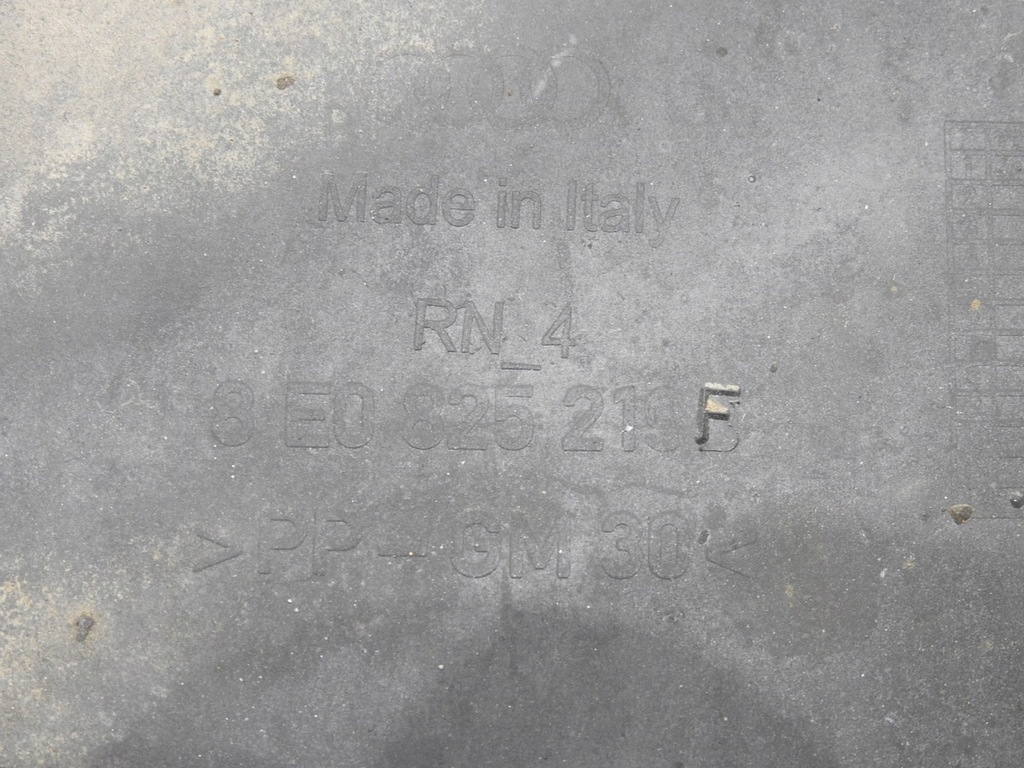 Made in Italy
RN_4
8 E0 825 219 F
>PP-GM 30<